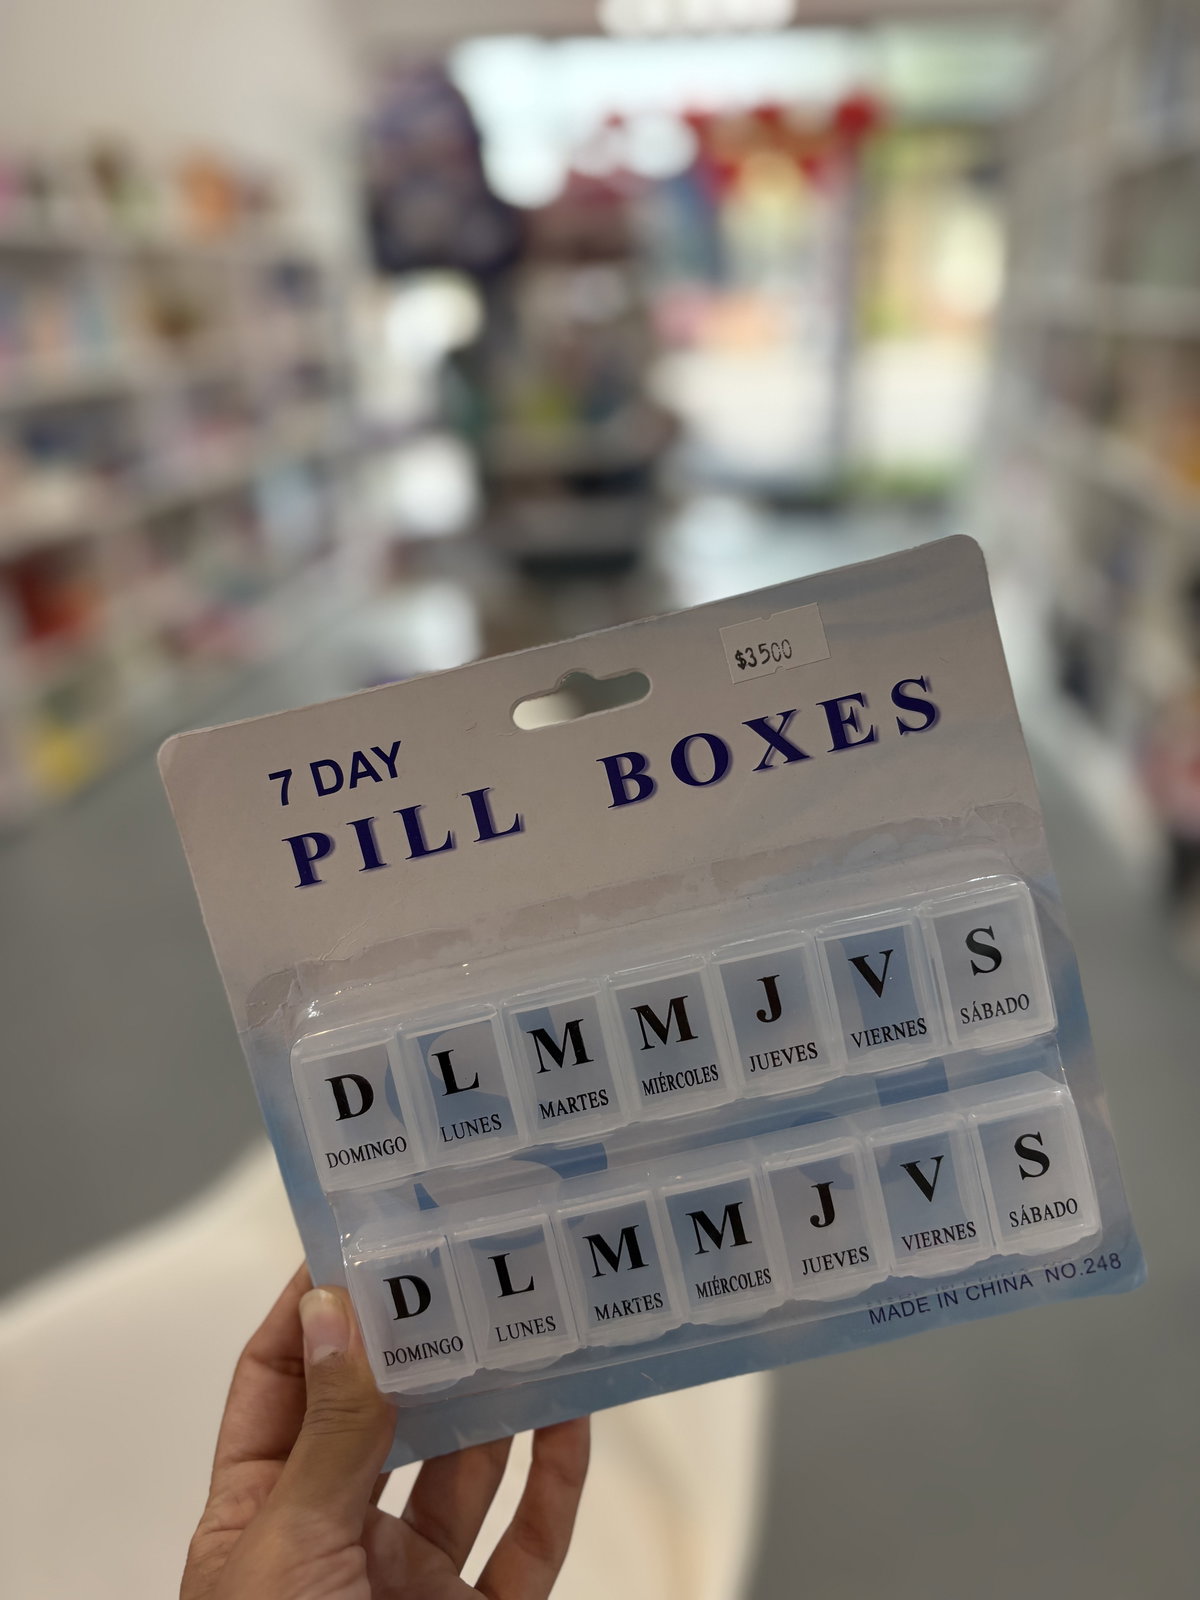 $3500
7 DAY
PILL BOXES
D L M M J V S
DOMINGO LUNES MARTES MIÉRCOLES JUEVES VIERNES SÁBADO
D L M M J V S
DOMINGO LUNES MARTES MIÉRCOLES JUEVES VIERNES SÁBADO
MADE IN CHINA NO.248